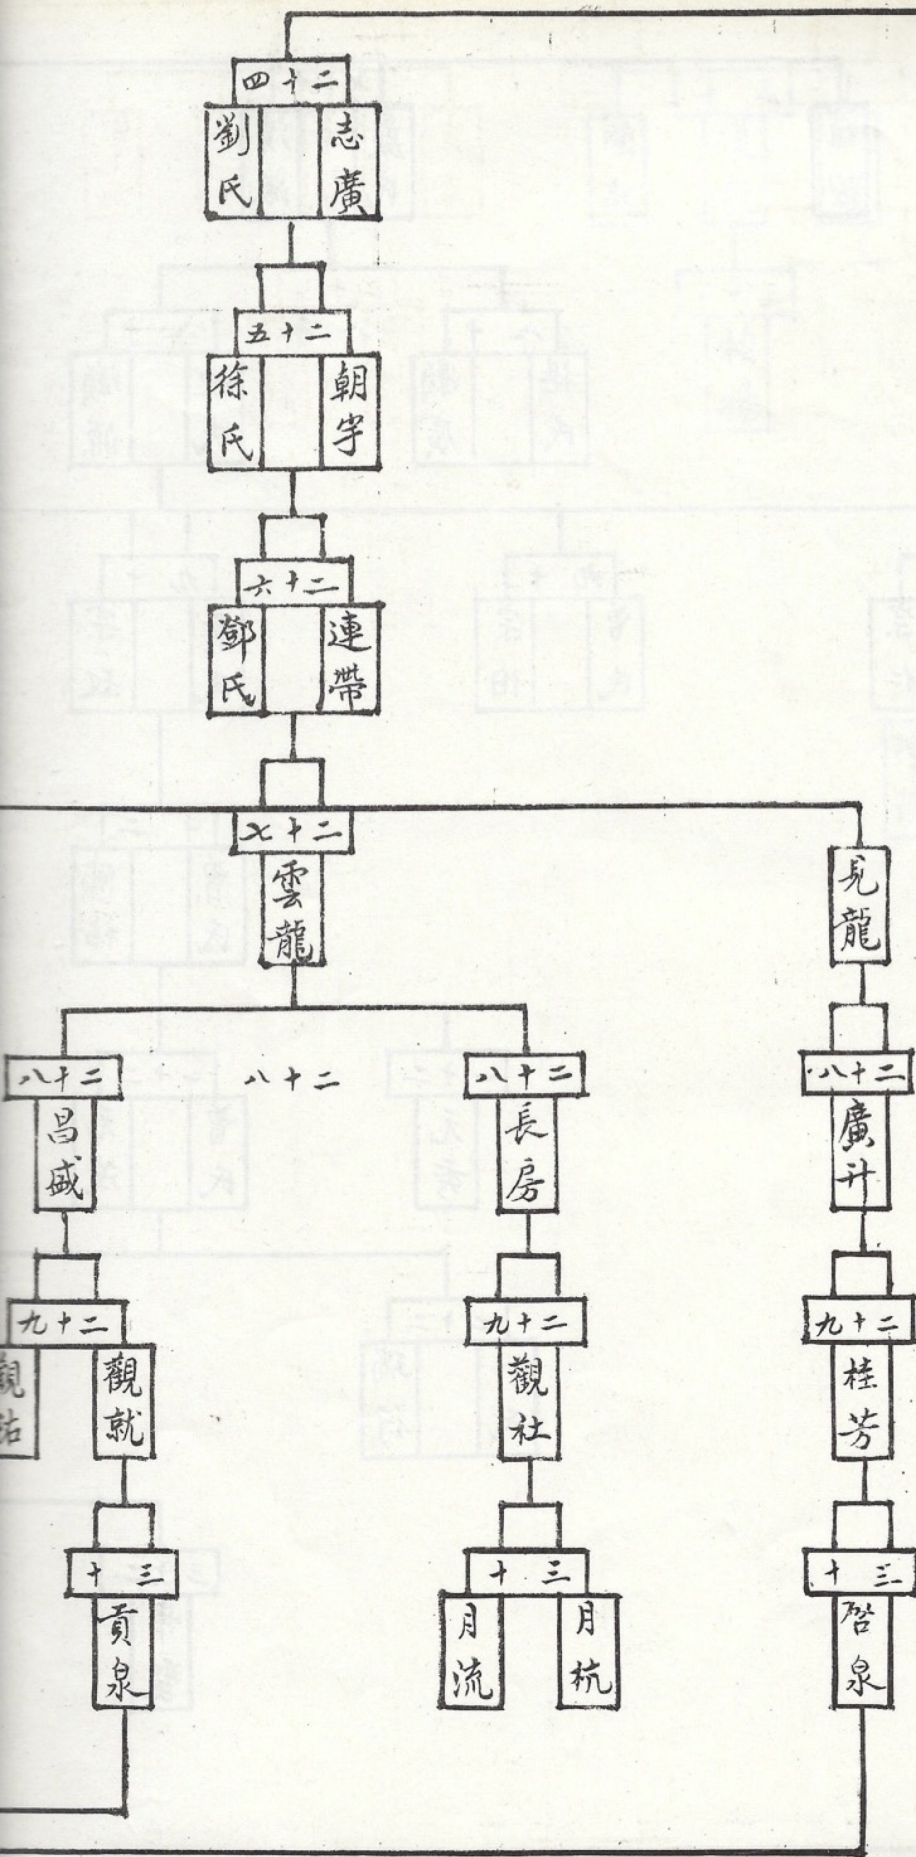 二十四
志廣
劉氏
二十五
朝宇
徐氏
二十六
連帶
鄧氏
二十七
見龍
雲龍
二十八
廣升
二十八
長房
二十八
二十八
昌盛
二十九
桂芳
二十九
觀社
二十九
觀就
三十
啓泉
三十
月杭
月流
三十
貢泉